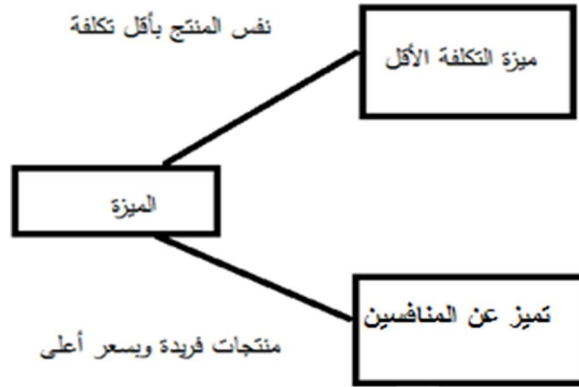 نفس المنتج بأقل تكلفة
ميزة التكلفة الأقل
الميزة
تميز عن المنافسين
منتجات فريدة وبسعر أعلى